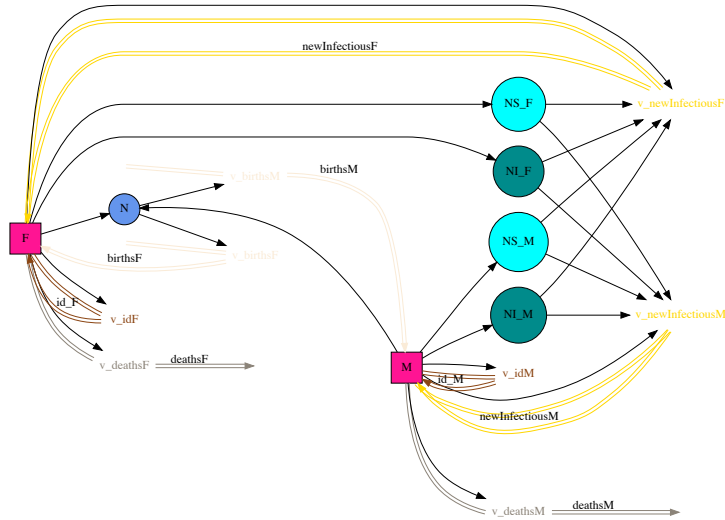 newInfectiousF
NS_F
v_newInfectiousF
NI_F
birthsM
v_birthsM
N
F
NS_M
birthsF
v_birthsF
id_F
v_idF
NI_M
v_newInfectiousM
v_deathsF
deathsF
M
id_M
v_idM
newInfectiousM
v_deathsM
deathsM